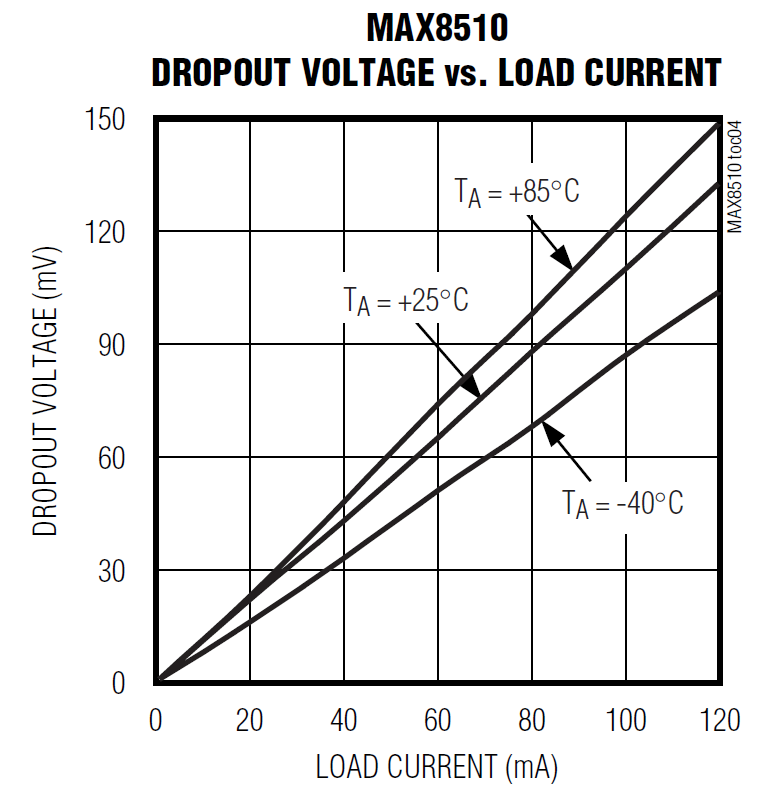 MAX8510
DROPOUT VOLTAGE vs. LOAD CURRENT
MAX8510 toc04
150
120
90
60
30
0
DROPOUT VOLTAGE (mV)
TA = +85°C
TA = +25°C
TA = -40°C
0 20 40 60 80 100 120
LOAD CURRENT (mA)